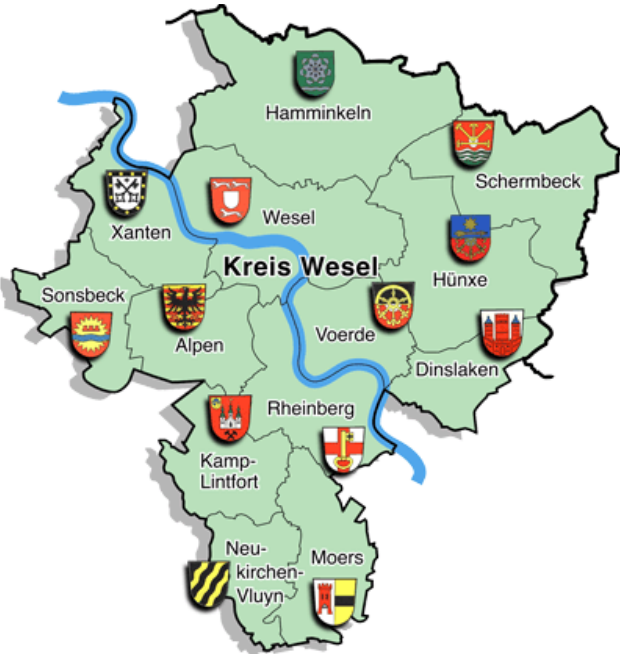 Hamminkeln
Schermbeck
Xanten
Wesel
Kreis Wesel
Hünxe
Sonsbeck
Voerde
Alpen
Dinslaken
Rheinberg
Kamp-
Lintfort
Neu-
kirchen-
Vluyn
Moers